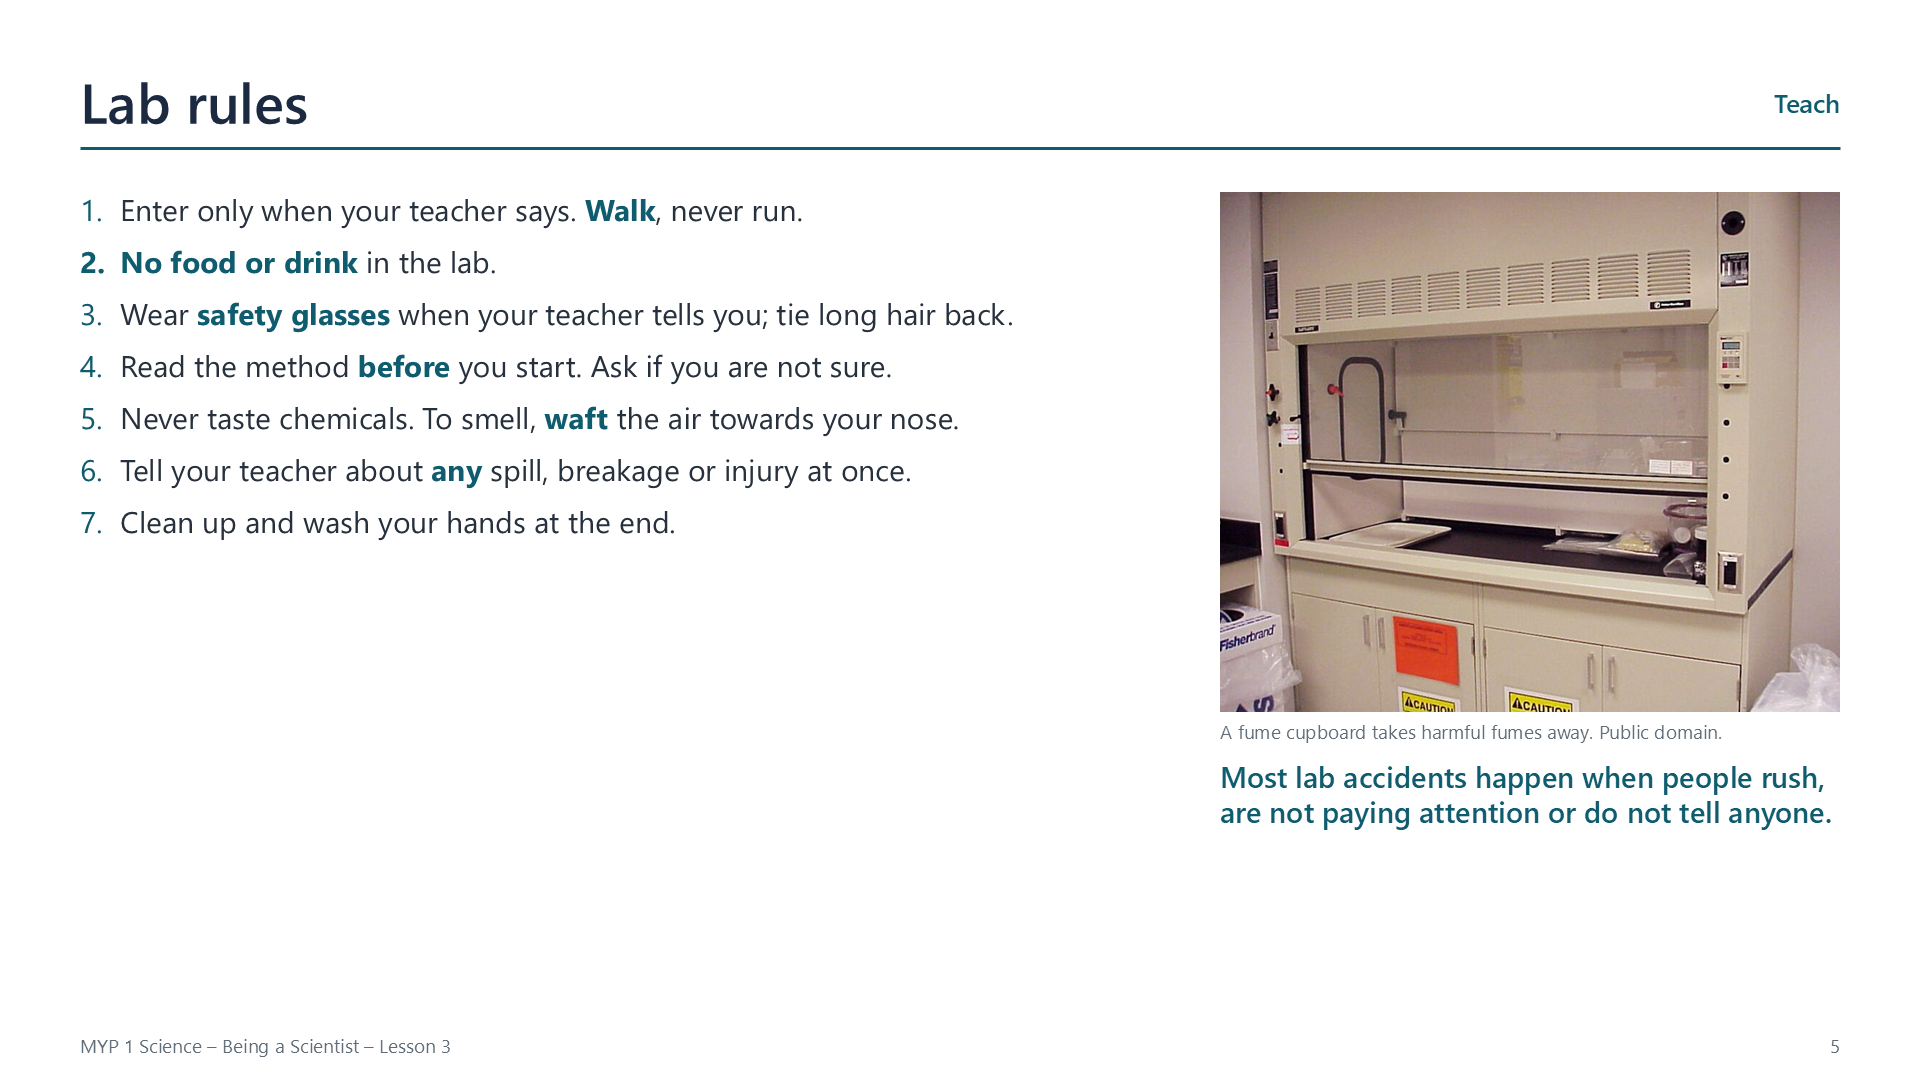 Lab rules
Teach
1. Enter only when your teacher says. Walk, never run.
2. No food or drink in the lab.
3. Wear safety glasses when your teacher tells you; tie long hair back.
4. Read the method before you start. Ask if you are not sure.
5. Never taste chemicals. To smell, waft the air towards your nose.
6. Tell your teacher about any spill, breakage or injury at once.
7. Clean up and wash your hands at the end.
Fisherbrand
CAUTION
CAUTION
A fume cupboard takes harmful fumes away. Public domain.
Most lab accidents happen when people rush,
are not paying attention or do not tell anyone.
MYP 1 Science – Being a Scientist – Lesson 3
5